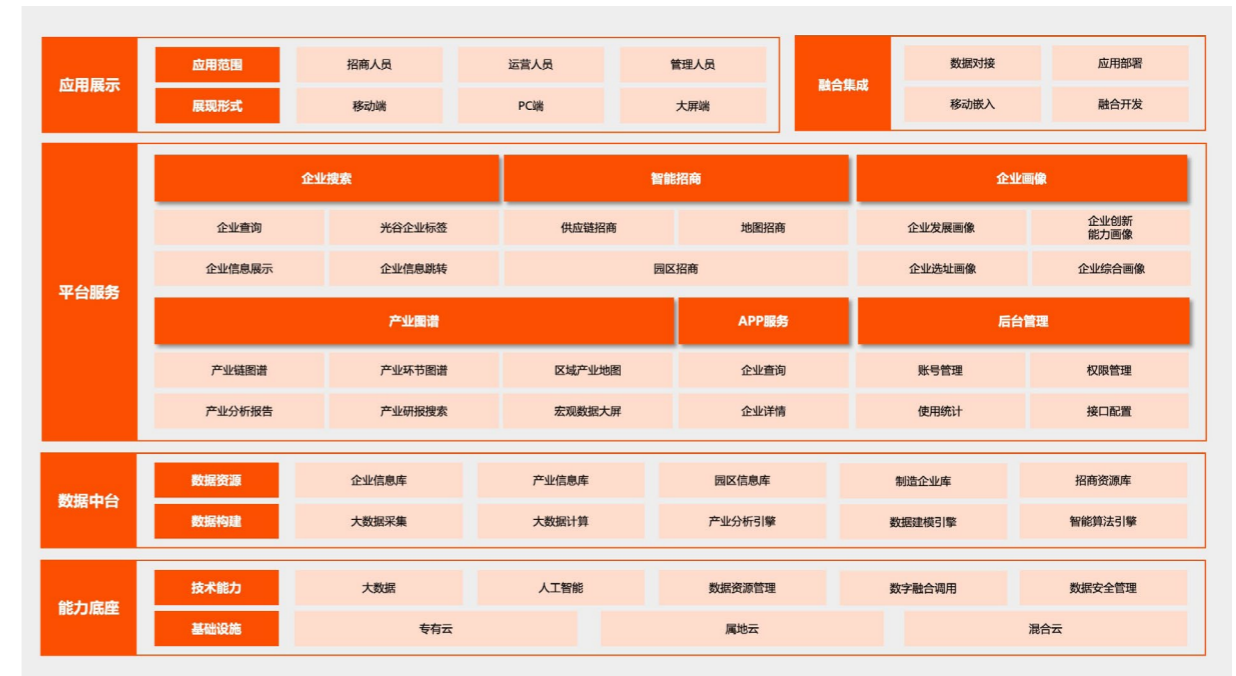 应用展示
应用范围
招商人员
运营人员
管理人员
展现形式
移动端
PC端
大屏端
融合集成
数据对接
应用部署
移动嵌入
融合开发
平台服务
企业搜索
智能招商
企业画像
企业查询
光谷企业标签
供应链招商
地图招商
企业发展画像
企业创新
能力画像
企业信息展示
企业信息跳转
园区招商
企业选址画像
企业综合画像
产业图谱
APP服务
后台管理
产业链图谱
产业环节图谱
区域产业地图
企业查询
账号管理
权限管理
产业分析报告
产业研报搜索
宏观数据大屏
企业详情
使用统计
接口配置
数据中台
数据资源
企业信息库
产业信息库
园区信息库
制造企业库
招商资源库
数据构建
大数据采集
大数据计算
产业分析引擎
数据建模引擎
智能算法引擎
能力底座
技术能力
大数据
人工智能
数据资源管理
数字融合调用
数据安全管理
基础设施
专有云
属地云
混合云